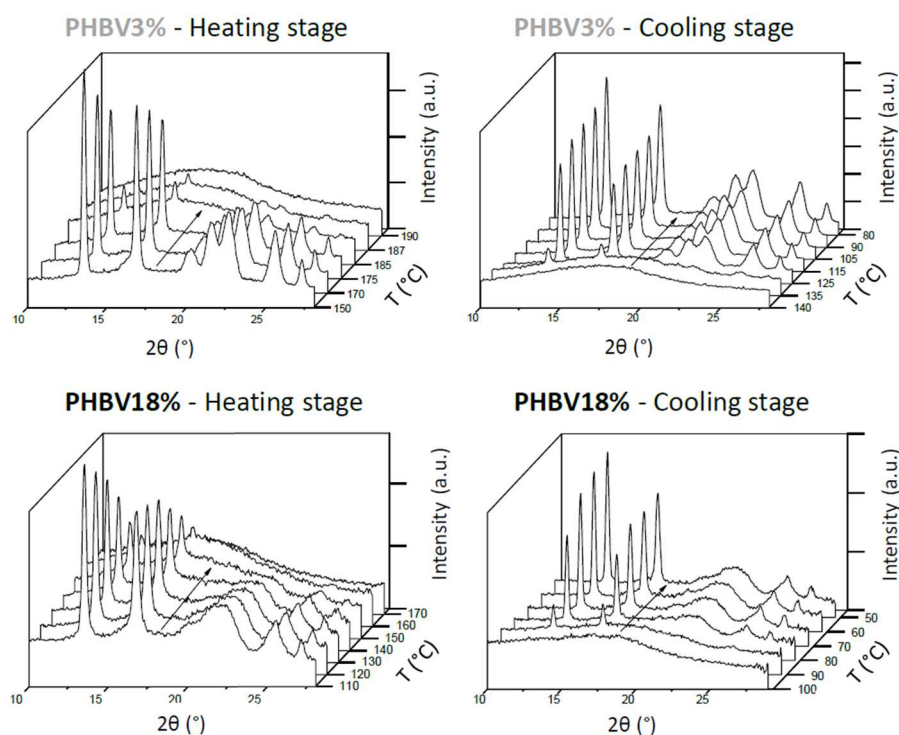 PHBV3% - Heating stage
Intensity (a.u.)
190
187
185
175
170
150
T (°C)
10
15
20
25
2θ (°)
PHBV3% - Cooling stage
Intensity (a.u.)
80
90
105
115
125
135
140
T (°C)
10
15
20
25
2θ (°)
PHBV18% - Heating stage
Intensity (a.u.)
170
160
150
140
130
120
110
T (°C)
10
15
20
25
2θ (°)
PHBV18% - Cooling stage
Intensity (a.u.)
50
60
70
80
90
100
T (°C)
10
15
20
25
2θ (°)